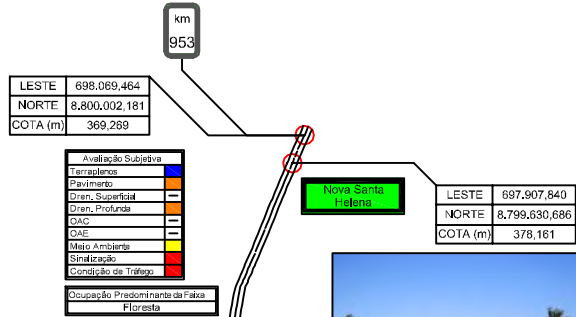 km
953
LESTE 698.069,464
NORTE 8.800.002,181
COTA (m) 369,269
Avaliação Subjetiva
Terraplenos
Pavimento
Dren. Superficial
Dren. Profunda
OAC
OAE
Meio Ambiente
Sinalização
Condição de Tráfego
Ocupação Predominante da Faixa
Floresta
Nova Santa
Helena
LESTE 697.907,840
NORTE 8.799.630,686
COTA (m) 378,161